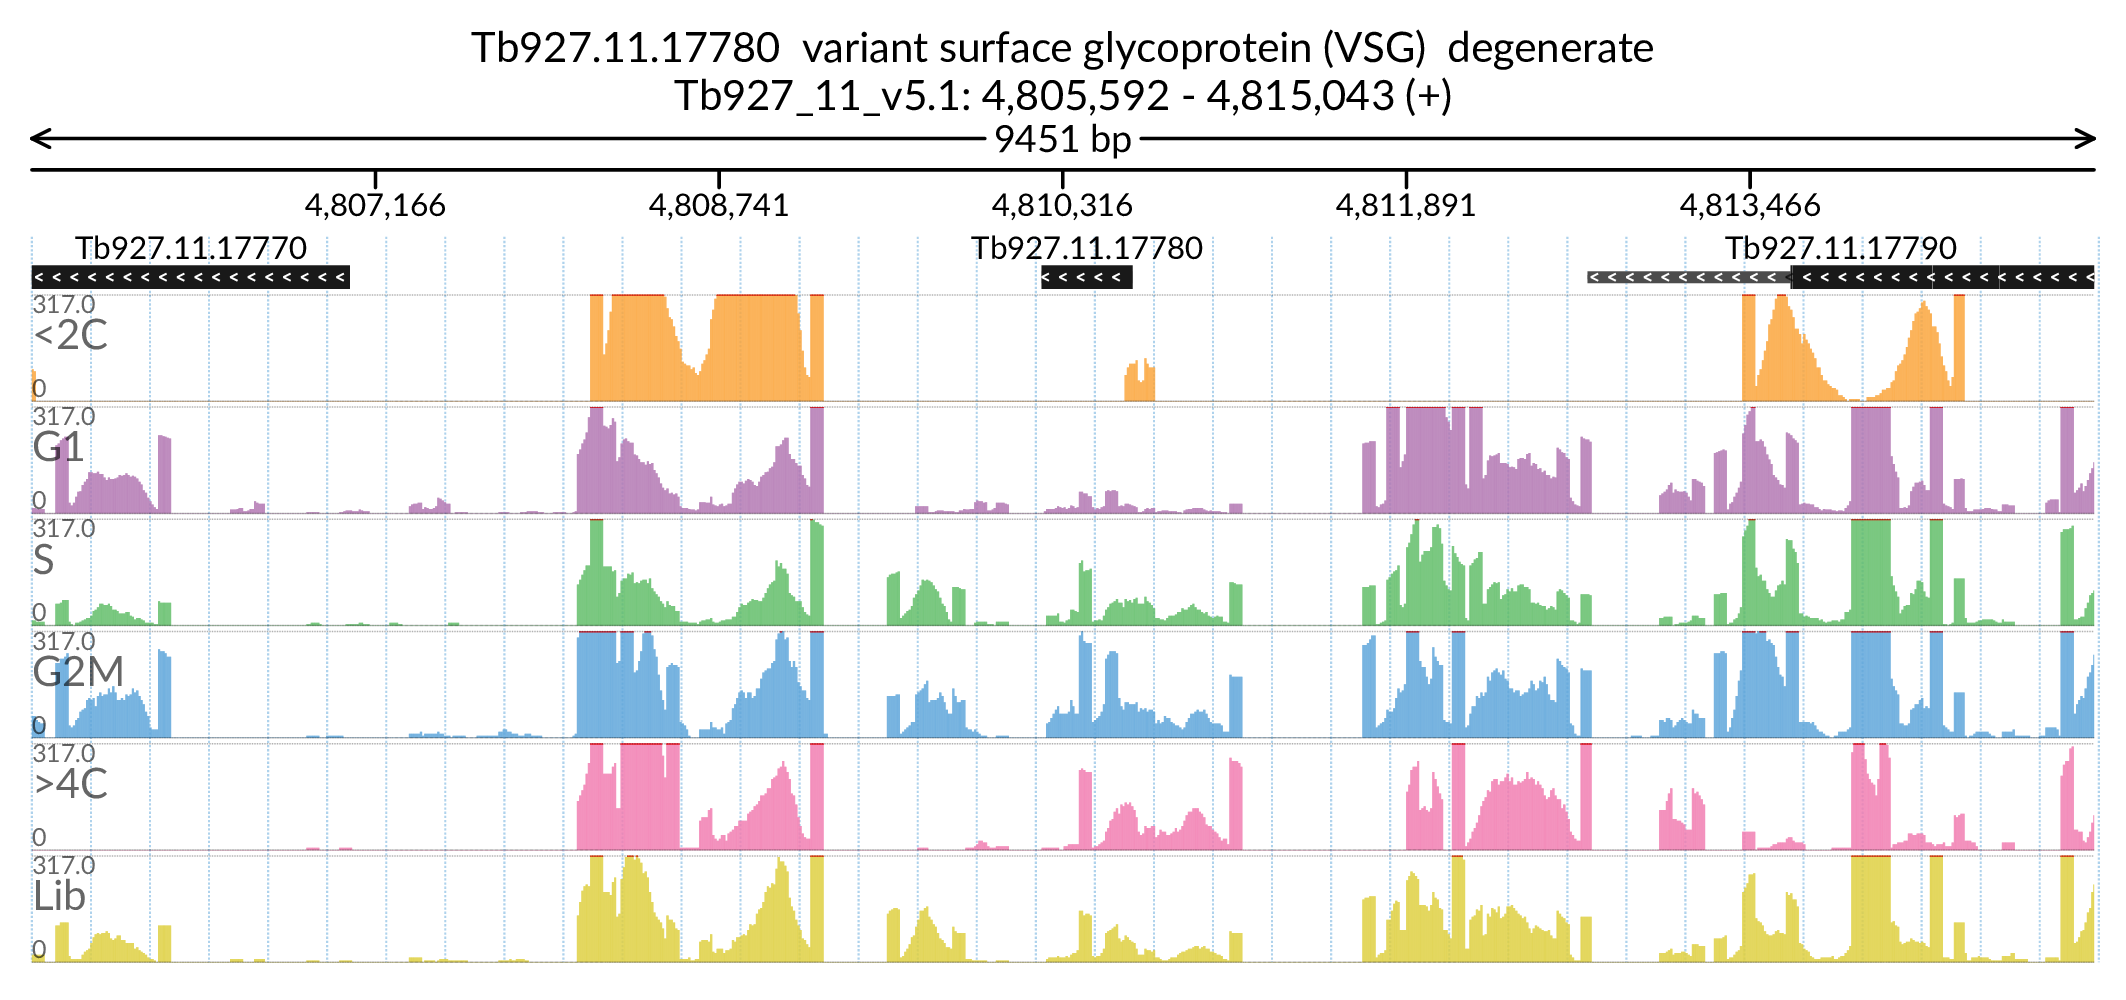 Tb927.11.17780  variant surface glycoprotein (VSG)  degenerate
Tb927_11_v5.1: 4,805,592 - 4,815,043 (+)
9451 bp
4,807,166 4,808,741 4,810,316 4,811,891 4,813,466
Tb927.11.17770 Tb927.11.17780 Tb927.11.17790
317.0
<2C
0
317.0
G1
0
317.0
S
0
317.0
G2M
0
317.0
>4C
0
317.0
Lib
0